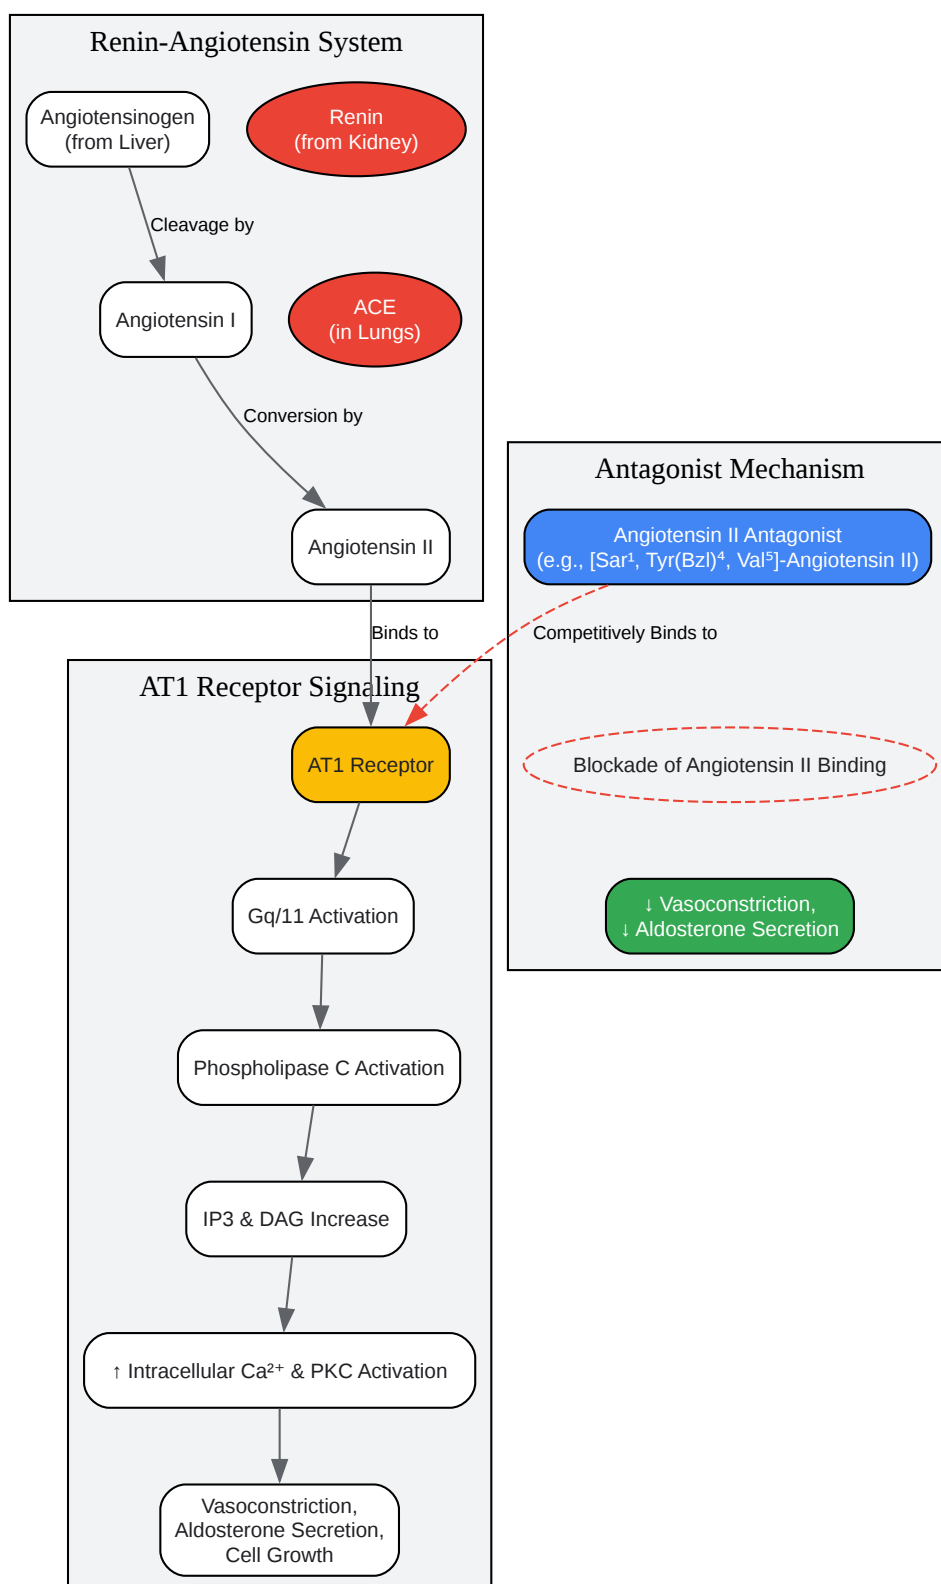 Renin-Angiotensin System
Angiotensinogen
(from Liver)
Renin
(from Kidney)
Cleavage by
Angiotensin I
ACE
(in Lungs)
Conversion by
Angiotensin II
Antagonist Mechanism
Angiotensin II Antagonist
(e.g., [Sar¹, Tyr(Bzl)⁴, Val⁵]-Angiotensin II)
Binds to
Competitively Binds to
AT1 Receptor Signaling
AT1 Receptor
Blockade of Angiotensin II Binding
Gq/11 Activation
↓ Vasoconstriction,
↓ Aldosterone Secretion
Phospholipase C Activation
IP3 & DAG Increase
↑ Intracellular Ca²⁺ & PKC Activation
Vasoconstriction,
Aldosterone Secretion,
Cell Growth